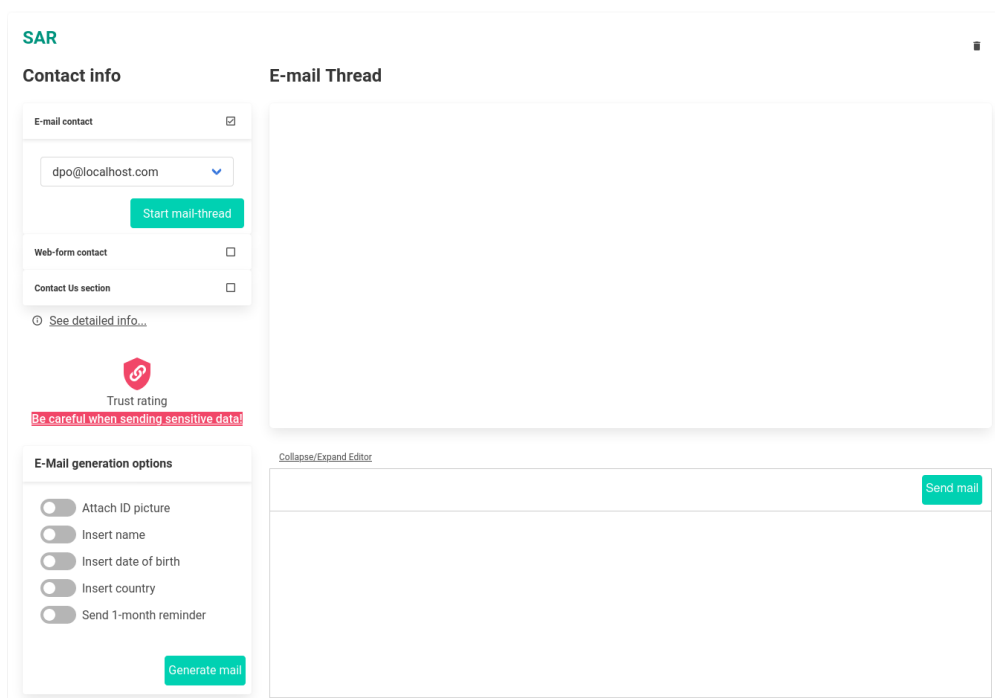 SAR
Contact info
E-mail contact
dpo@localhost.com
Start mail-thread
Web-form contact
Contact Us section
See detailed info...
Trust rating
Be careful when sending sensitive data!
E-Mail generation options
Attach ID picture
Insert name
Insert date of birth
Insert country
Send 1-month reminder
Generate mail
E-mail Thread
Collapse/Expand Editor
Send mail